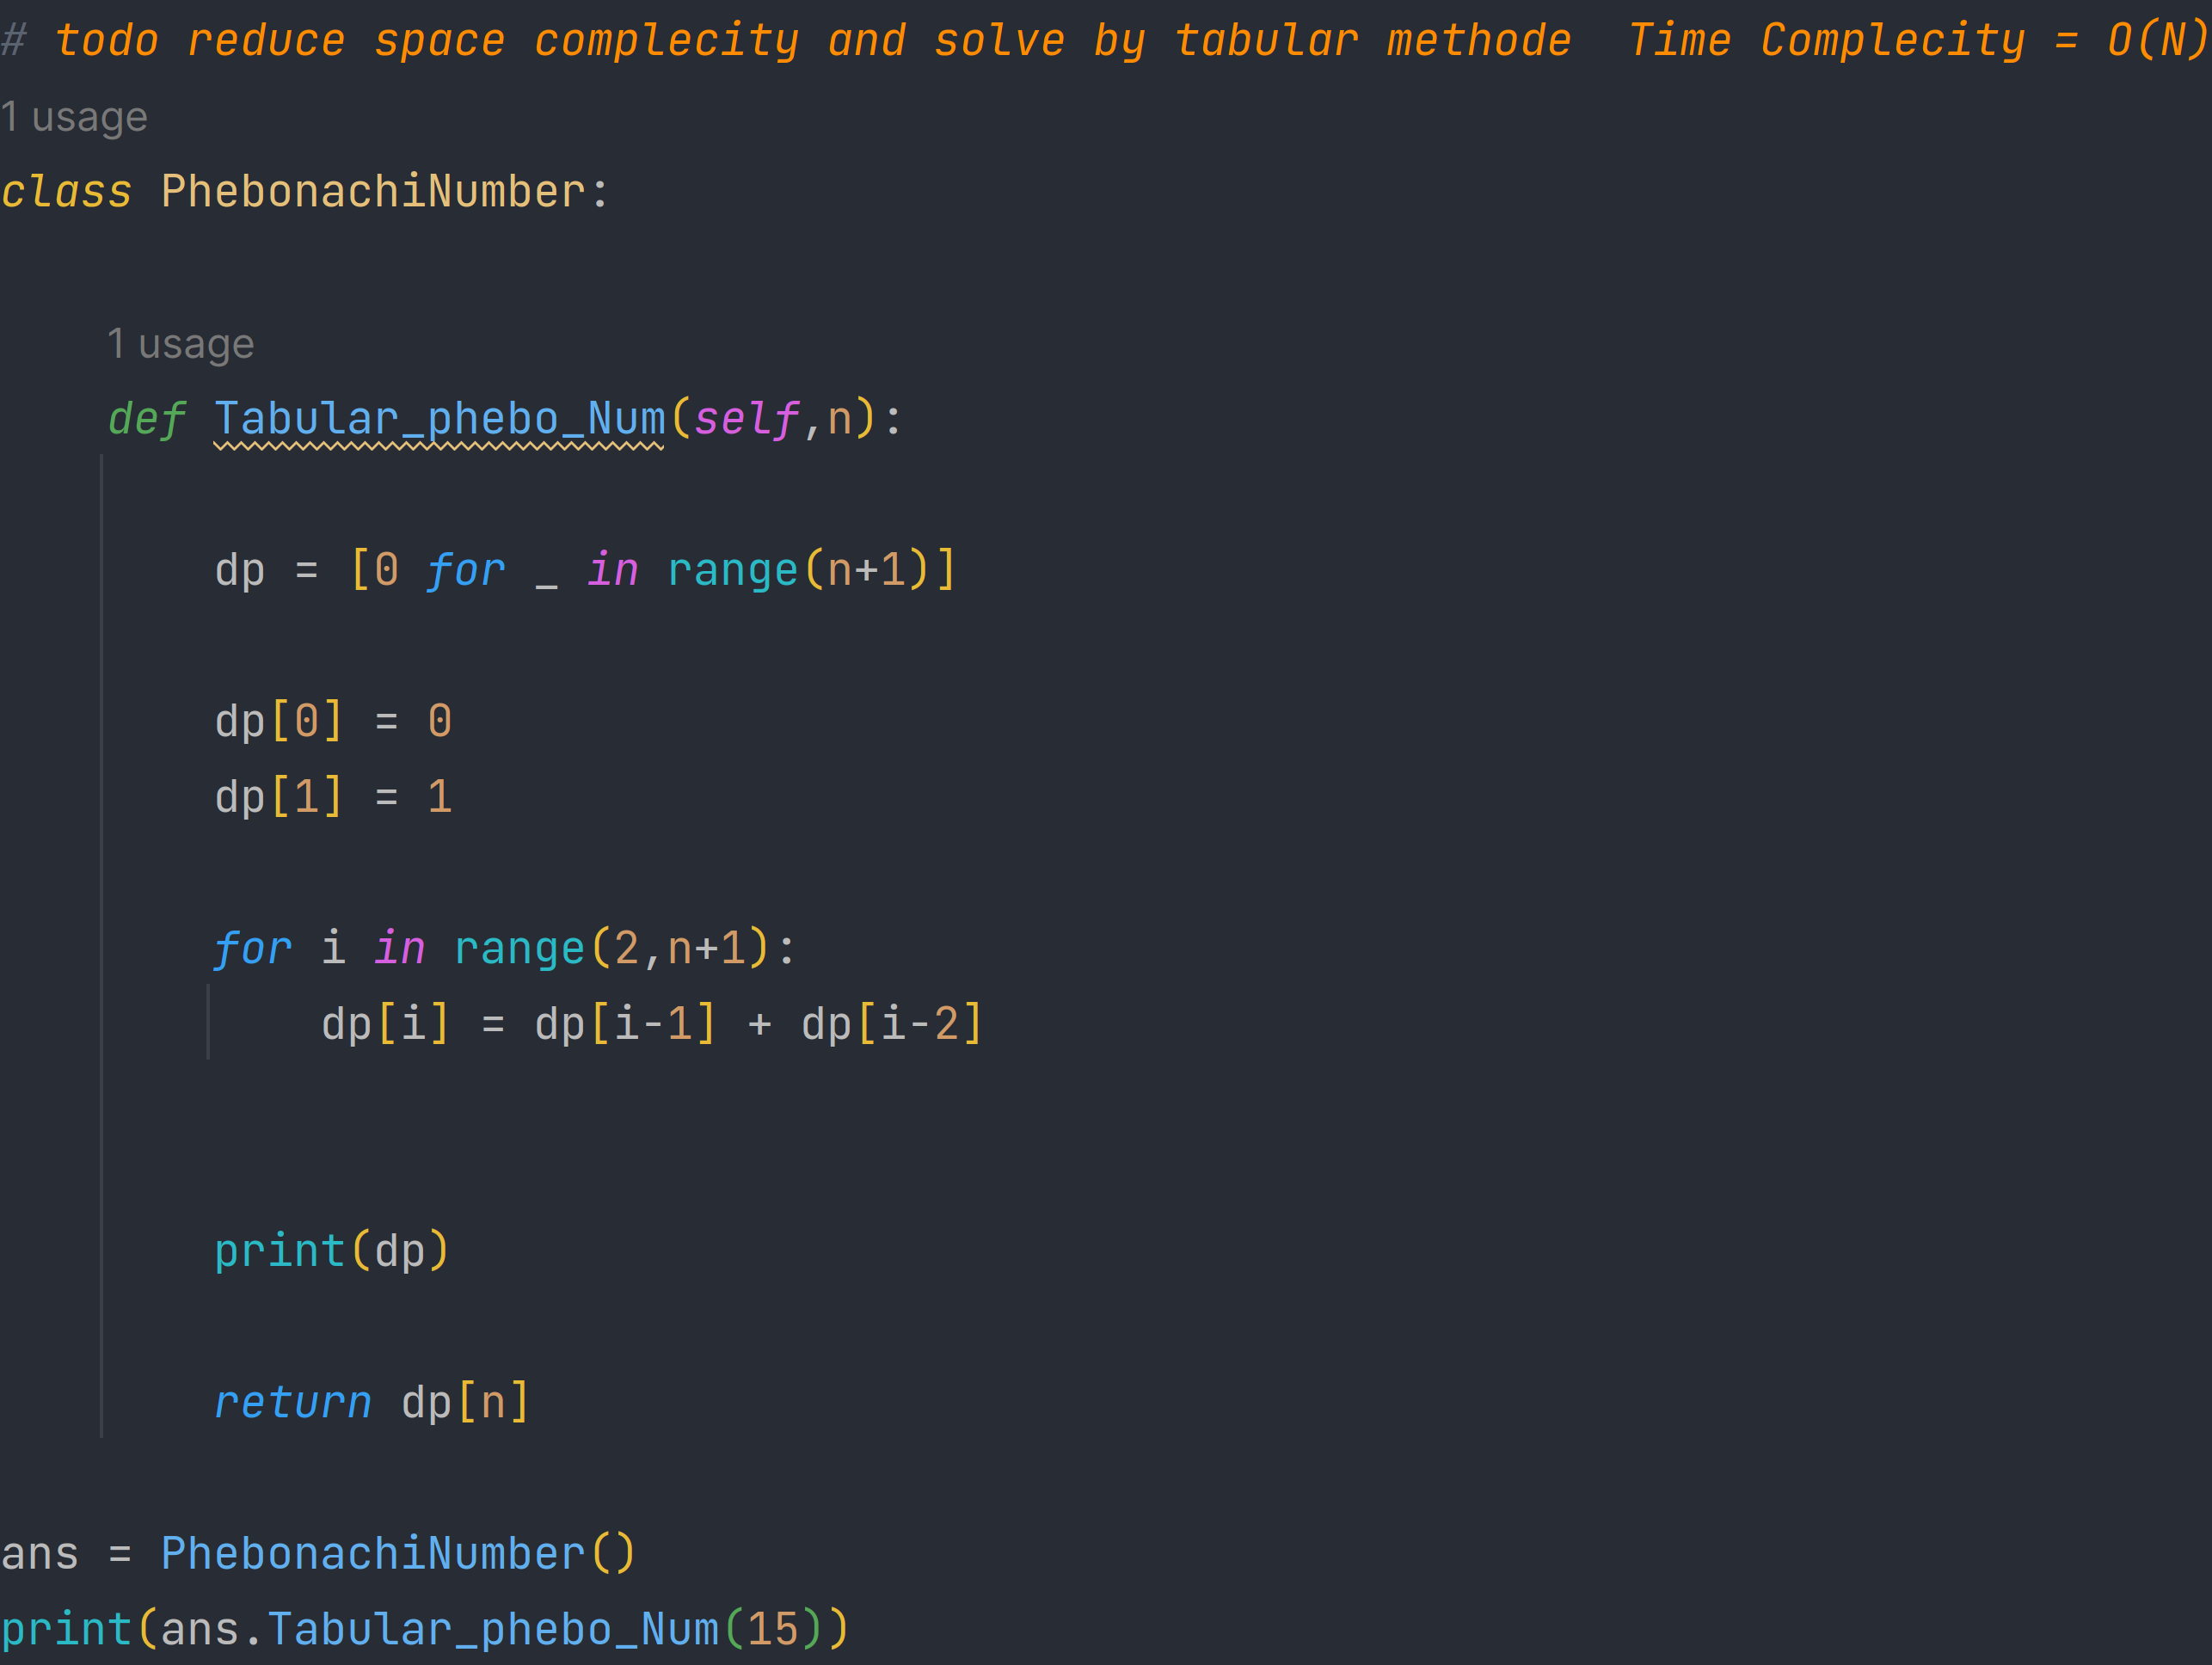 # todo reduce space complecity and solve by tabular methode  Time Complecity = O(N)
1 usage
class PhebonachiNumber:
1 usage
def Tabular_phebo_Num(self,n):
dp = [0 for _ in range(n+1)]
dp[0] = 0
dp[1] = 1
for i in range(2,n+1):
dp[i] = dp[i-1] + dp[i-2]
print(dp)
return dp[n]
ans = PhebonachiNumber()
print(ans.Tabular_phebo_Num(15))